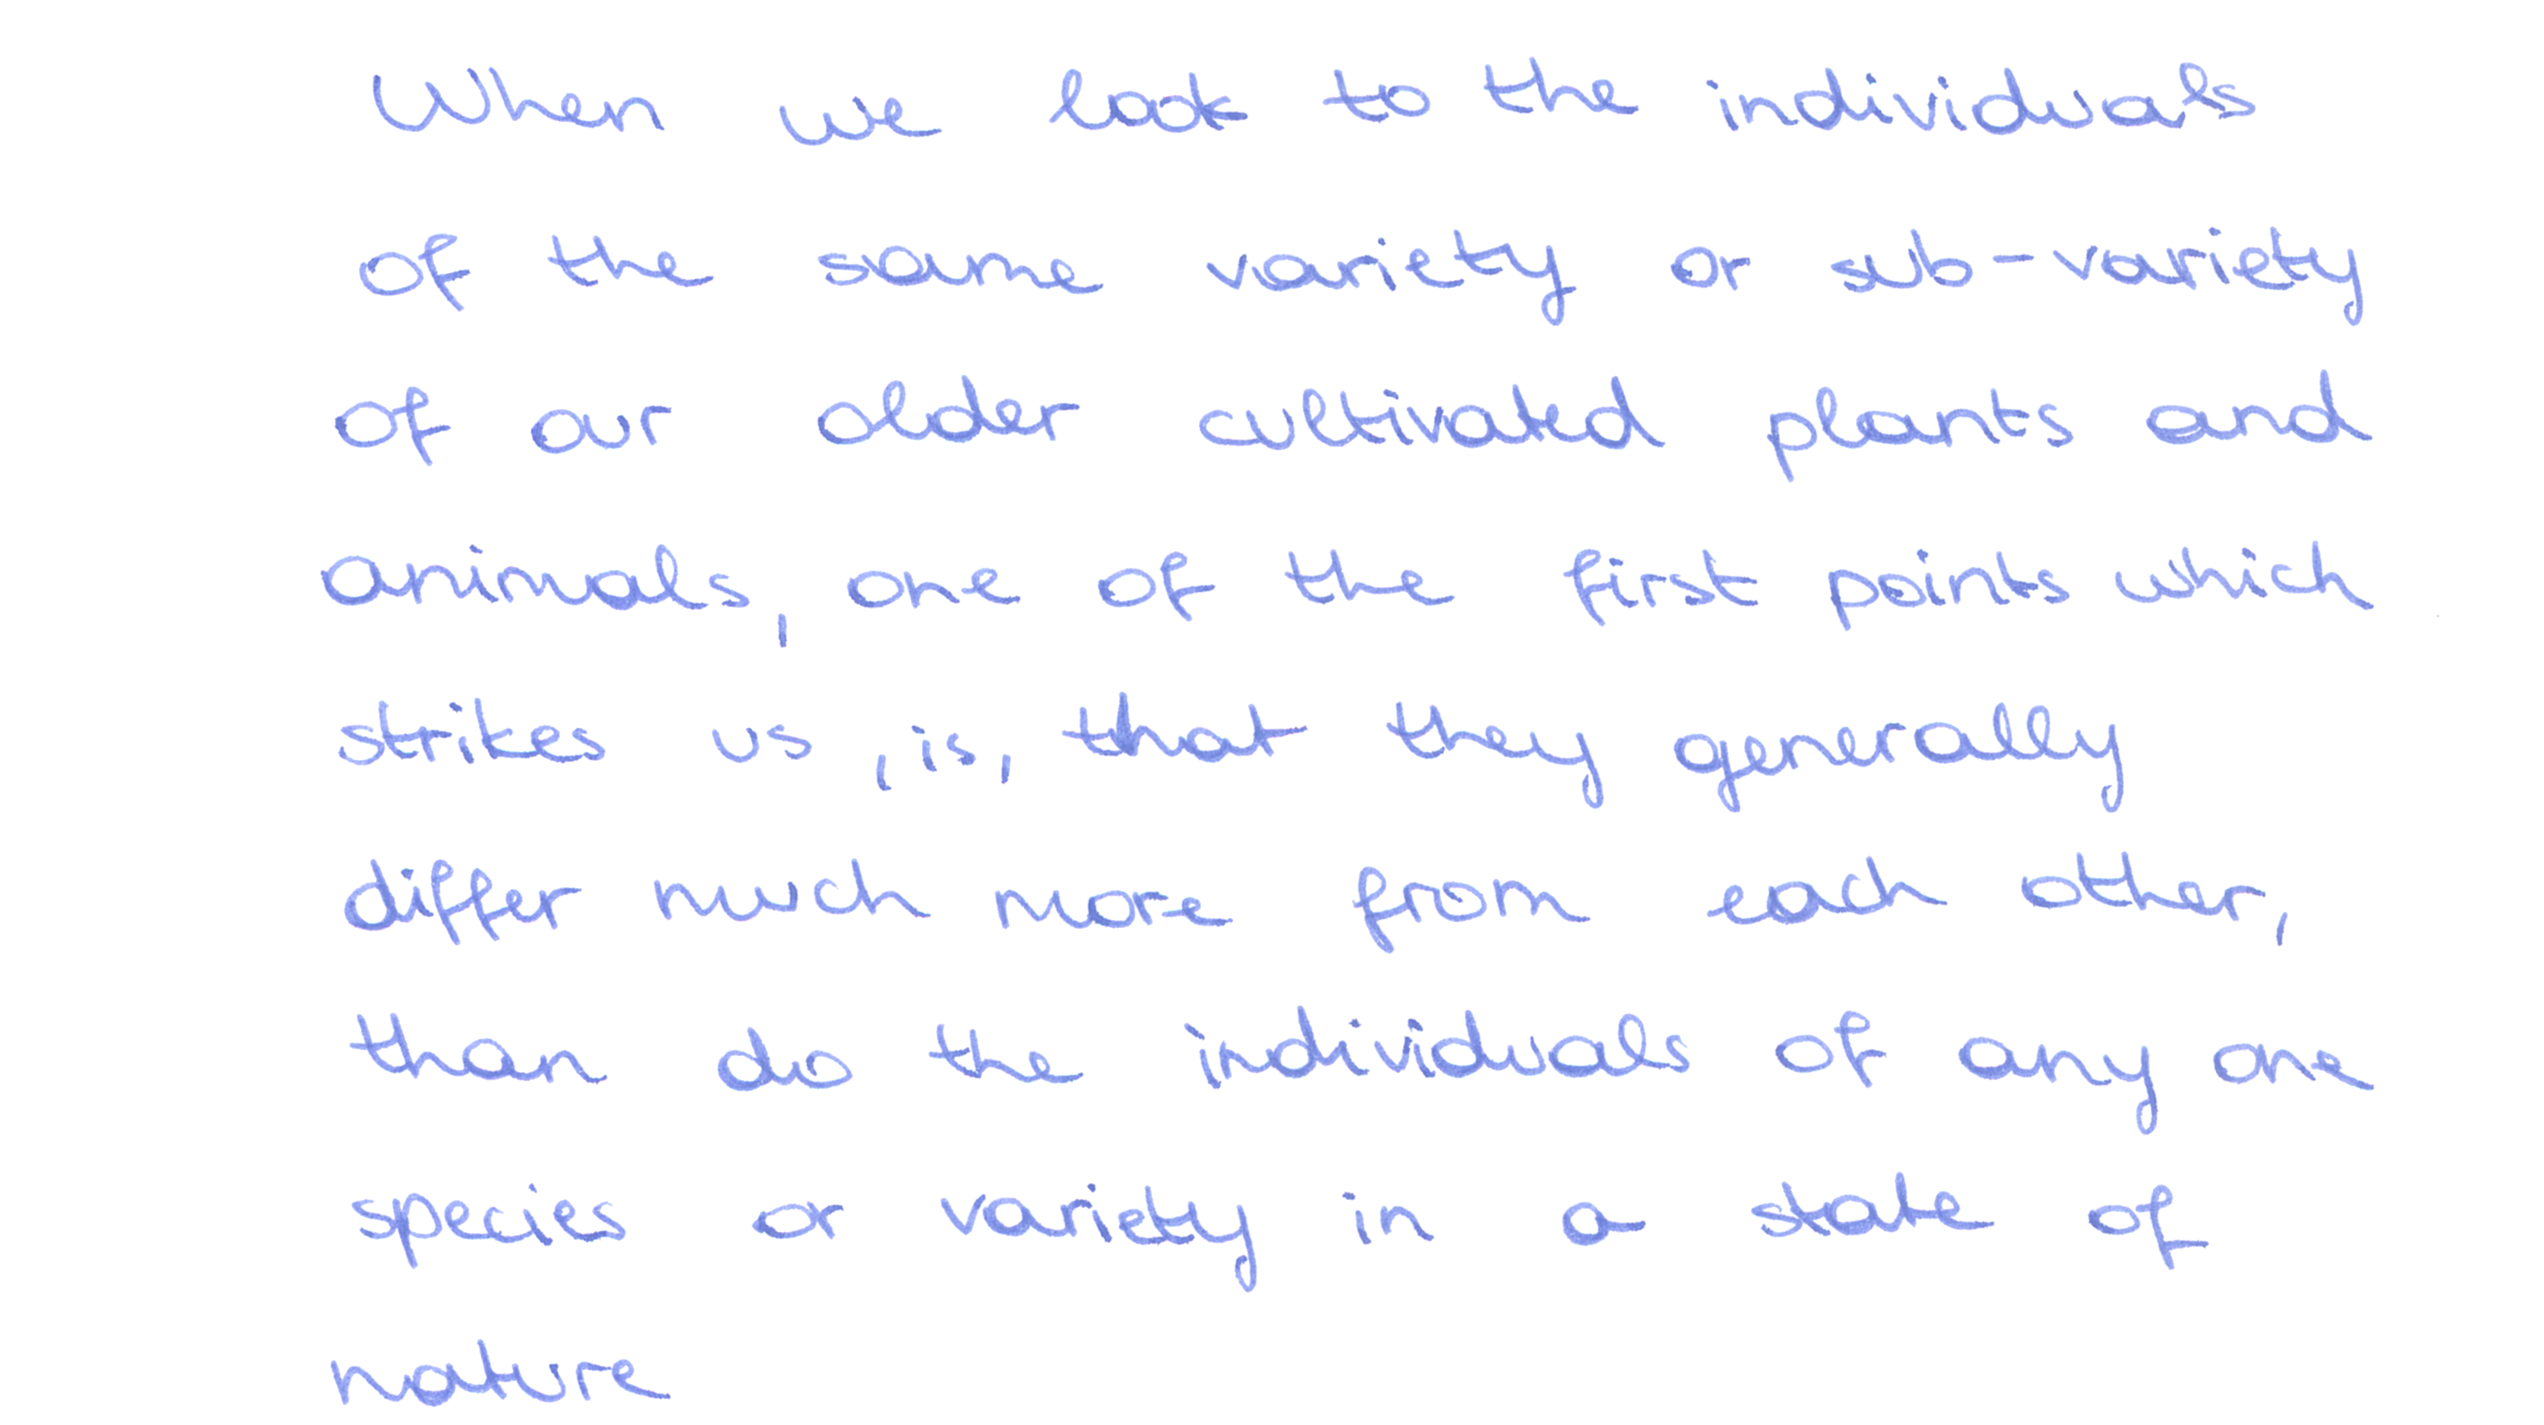 When we look to the individuals
of the same variety or sub-variety
of our older cultivated plants and
animals, one of the first points which
strikes us, is, that they generally
differ much more from each other,
than do the individuals of any one
species or variety in a state of
nature